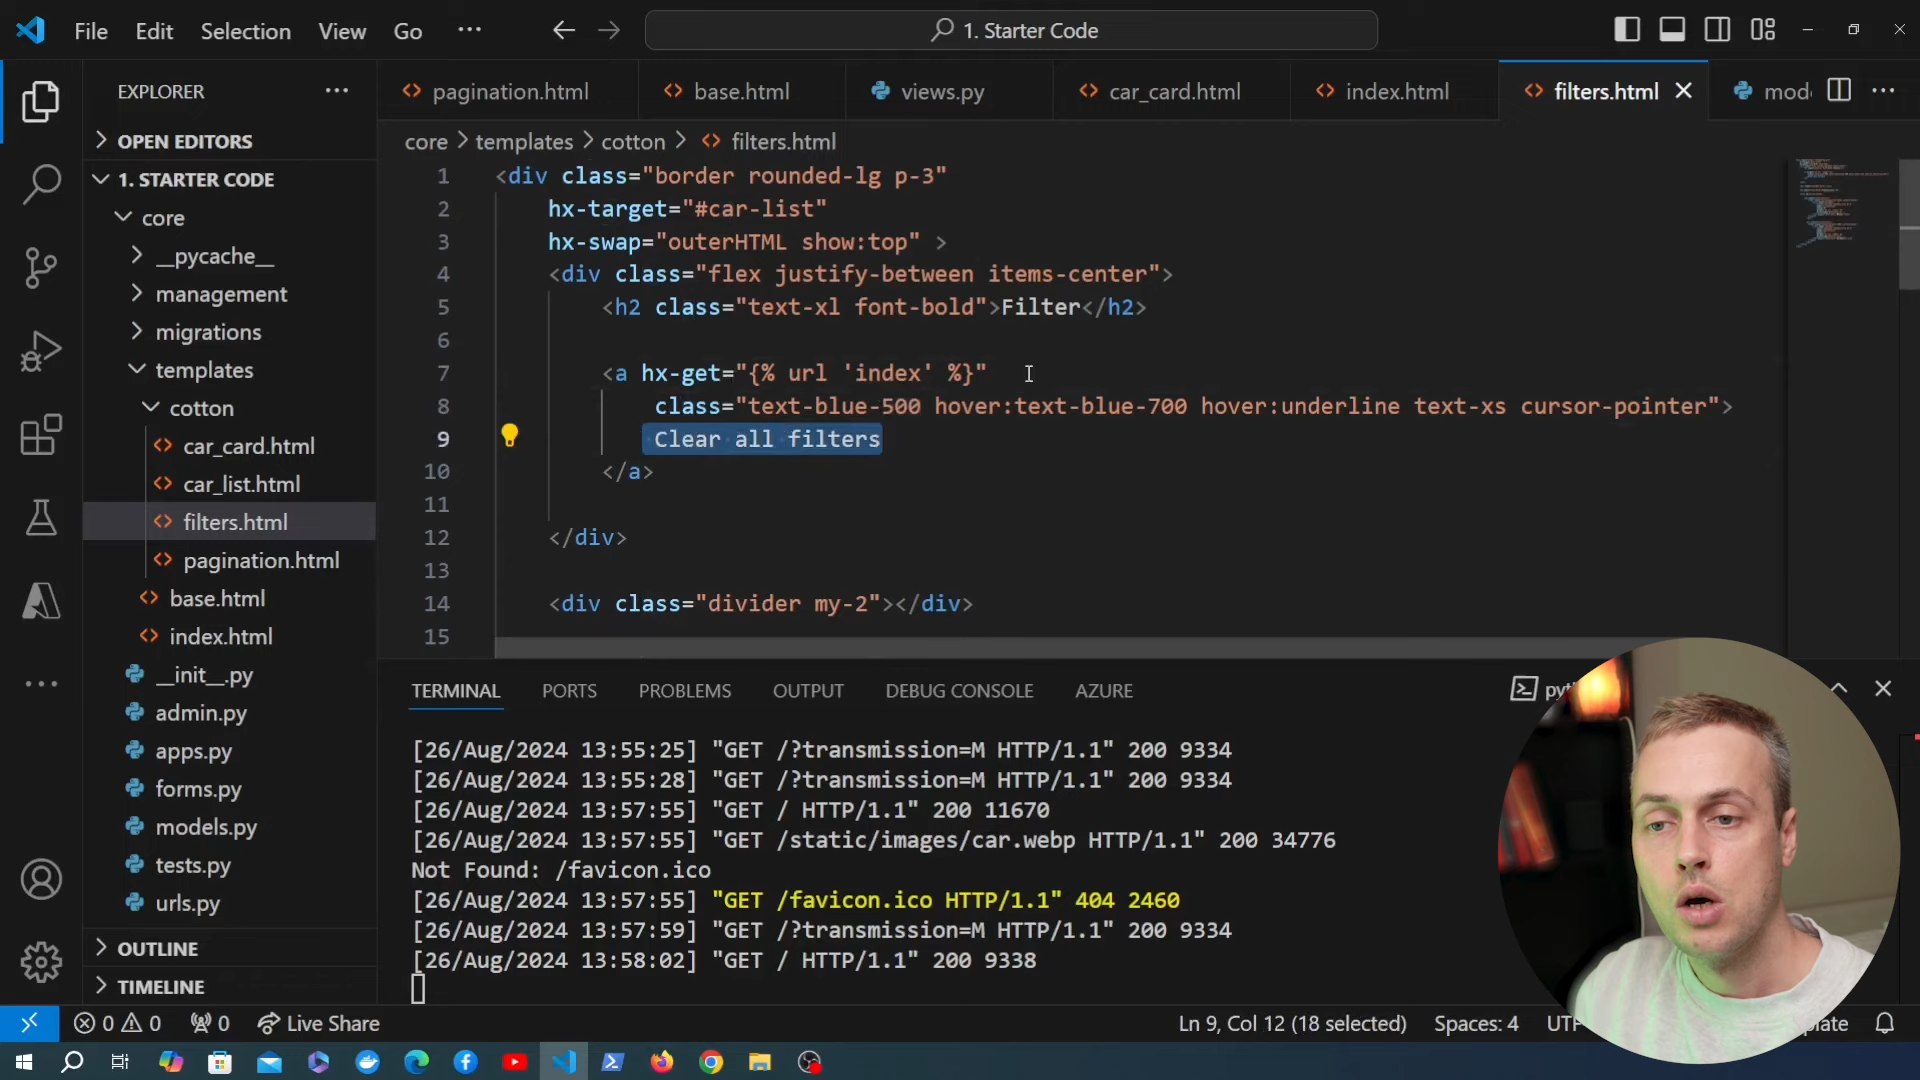 File Edit Selection View Go ··· 1. Starter Code
EXPLORER ···
pagination.html base.html views.py car_card.html index.html filters.html
OPEN EDITORS
core > templates > cotton > filters.html
1. STARTER CODE
core
__pycache__
management
migrations
templates
cotton
car_card.html
car_list.html
filters.html
pagination.html
base.html
index.html
__init__.py
admin.py
apps.py
forms.py
models.py
tests.py
urls.py
OUTLINE
TIMELINE
1 <div class="border rounded-lg p-3"
2 hx-target="#car-list"
3 hx-swap="outerHTML show:top" >
4 <div class="flex justify-between items-center">
5 <h2 class="text-xl font-bold">Filter</h2>
6
7 <a hx-get="{% url 'index' %}"
8 class="text-blue-500 hover:text-blue-700 hover:underline text-xs cursor-pointer">
9 Clear all filters
10 </a>
11
12 </div>
13
14 <div class="divider my-2"></div>
15
TERMINAL PORTS PROBLEMS OUTPUT DEBUG CONSOLE AZURE
[26/Aug/2024 13:55:25] "GET /?transmission=M HTTP/1.1" 200 9334
[26/Aug/2024 13:55:28] "GET /?transmission=M HTTP/1.1" 200 9334
[26/Aug/2024 13:57:55] "GET / HTTP/1.1" 200 11670
[26/Aug/2024 13:57:55] "GET /static/images/car.webp HTTP/1.1" 200 34776
Not Found: /favicon.ico
[26/Aug/2024 13:57:55] "GET /favicon.ico HTTP/1.1" 404 2460
[26/Aug/2024 13:57:59] "GET /?transmission=M HTTP/1.1" 200 9334
[26/Aug/2024 13:58:02] "GET / HTTP/1.1" 200 9338
0 0 0 Live Share Ln 9, Col 12 (18 selected) Spaces: 4